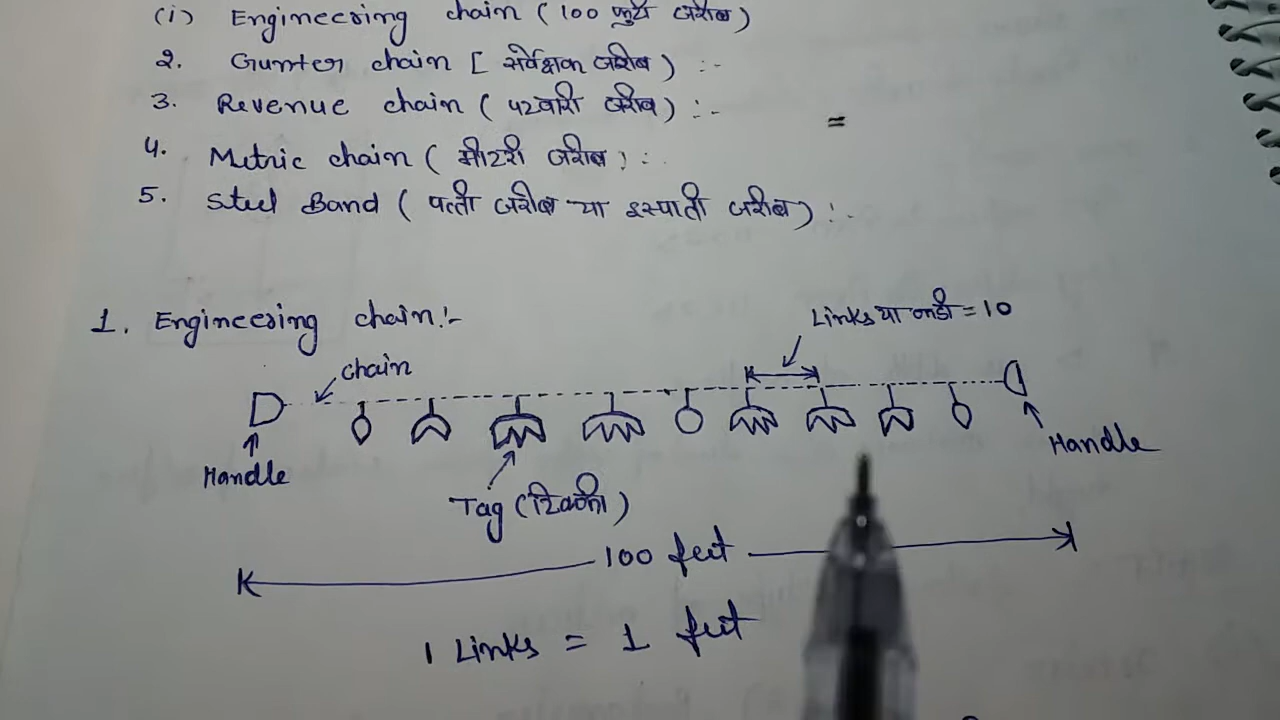 (i) Engineering chain (100 फुटी जरीब)
2. Gunter chain [सर्वेक्षक जरीब) :-
3. Revenue chain (पटवारी जरीब) :-
=
4. Metric chain (मीटरी जरीब) :-
5. Steel Band (पत्ती जरीब या इस्पाती जरीब) :-
1. Engineering chain:-
Links या कड़ी = 10
chain
Handle
Handle
Tag (टिक्की)
100 feet
1 Links = 1 feet